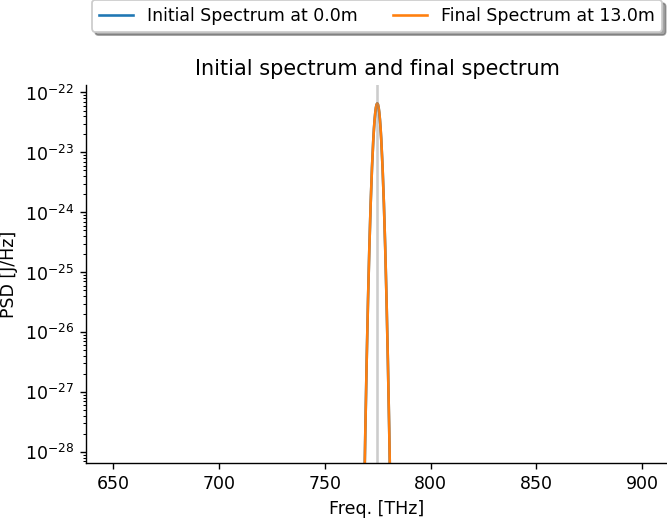 Initial Spectrum at 0.0m Final Spectrum at 13.0m
Initial spectrum and final spectrum
10⁻²²
10⁻²³
10⁻²⁴
10⁻²⁵
10⁻²⁶
10⁻²⁷
10⁻²⁸
PSD [J/Hz]
650 700 750 800 850 900
Freq. [THz]